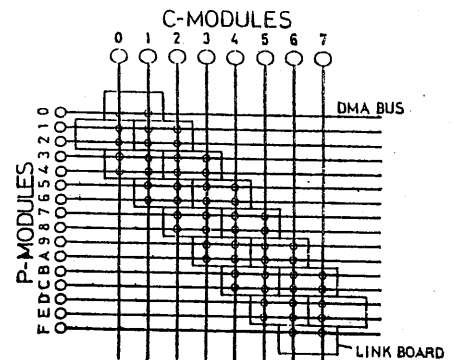 C-MODULES
0 1 2 3 4 5 6 7
DMA BUS
P-MODULES
0
1
2
3
4
5
6
7
8
9
A
B
C
D
E
F
LINK BOARD